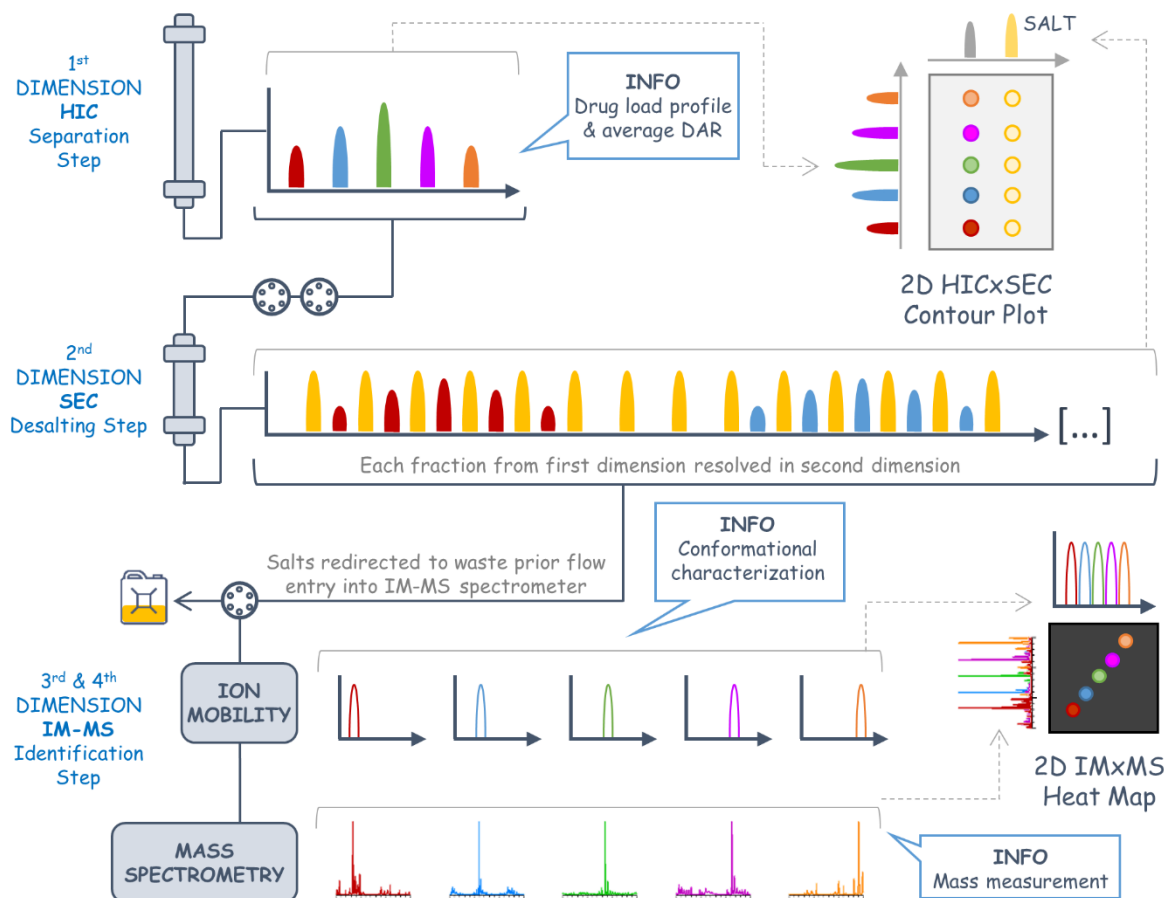 1st
DIMENSION
HIC
Separation
Step
INFO
Drug load profile
& average DAR
SALT
2D HICxSEC
Contour Plot
2nd
DIMENSION
SEC
Desalting Step
[...]
Each fraction from first dimension resolved in second dimension
INFO
Conformational
characterization
Salts redirected to waste prior flow
entry into IM-MS spectrometer
3rd & 4th
DIMENSION
IM-MS
Identification
Step
ION
MOBILITY
2D IMxMS
Heat Map
MASS
SPECTROMETRY
INFO
Mass measurement